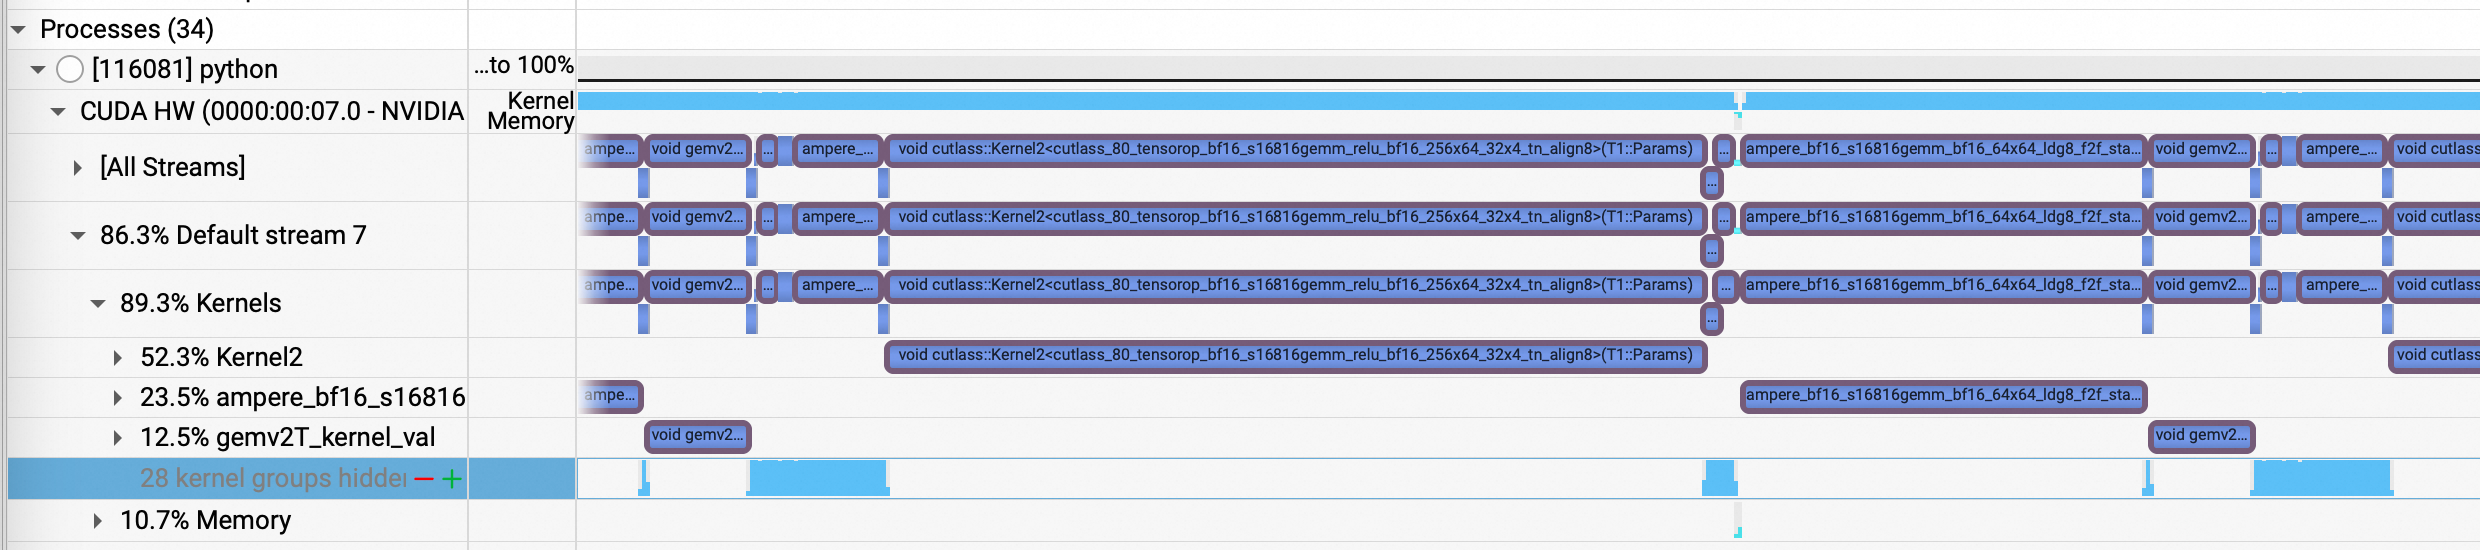 Processes (34)
[116081] python
...to 100%
CUDA HW (0000:00:07.0 - NVIDIA
Kernel
Memory
[All Streams]
ampe... void gemv2... ... ampere_... void cutlass::Kernel2<cutlass_80_tensorop_bf16_s16816gemm_relu_bf16_256x64_32x4_tn_align8>(T1::Params) ... ampere_bf16_s16816gemm_bf16_64x64_ldg8_f2f_sta... void gemv2... ... ampere_... void cutlass
...
86.3% Default stream 7
ampe... void gemv2... ... ampere_... void cutlass::Kernel2<cutlass_80_tensorop_bf16_s16816gemm_relu_bf16_256x64_32x4_tn_align8>(T1::Params) ... ampere_bf16_s16816gemm_bf16_64x64_ldg8_f2f_sta... void gemv2... ... ampere_... void cutlass
...
89.3% Kernels
ampe... void gemv2... ... ampere_... void cutlass::Kernel2<cutlass_80_tensorop_bf16_s16816gemm_relu_bf16_256x64_32x4_tn_align8>(T1::Params) ... ampere_bf16_s16816gemm_bf16_64x64_ldg8_f2f_sta... void gemv2... ... ampere_... void cutlass
...
52.3% Kernel2
void cutlass::Kernel2<cutlass_80_tensorop_bf16_s16816gemm_relu_bf16_256x64_32x4_tn_align8>(T1::Params) void cutlass
23.5% ampere_bf16_s16816
ampe... ampere_bf16_s16816gemm_bf16_64x64_ldg8_f2f_sta...
12.5% gemv2T_kernel_val
void gemv2... void gemv2...
28 kernel groups hidde
10.7% Memory